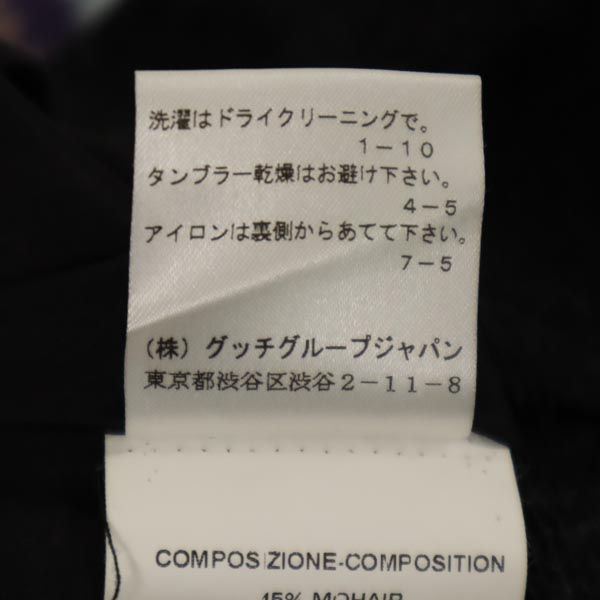 洗濯はドライクリーニングで。
1－10
タンブラー乾燥はお避け下さい。
4－5
アイロンは裏側からあてて下さい。
7－5
（株）グッチグループジャパン
東京都渋谷区渋谷2－11－8
COMPOSIZIONE-COMPOSITION
45% MOHAIR